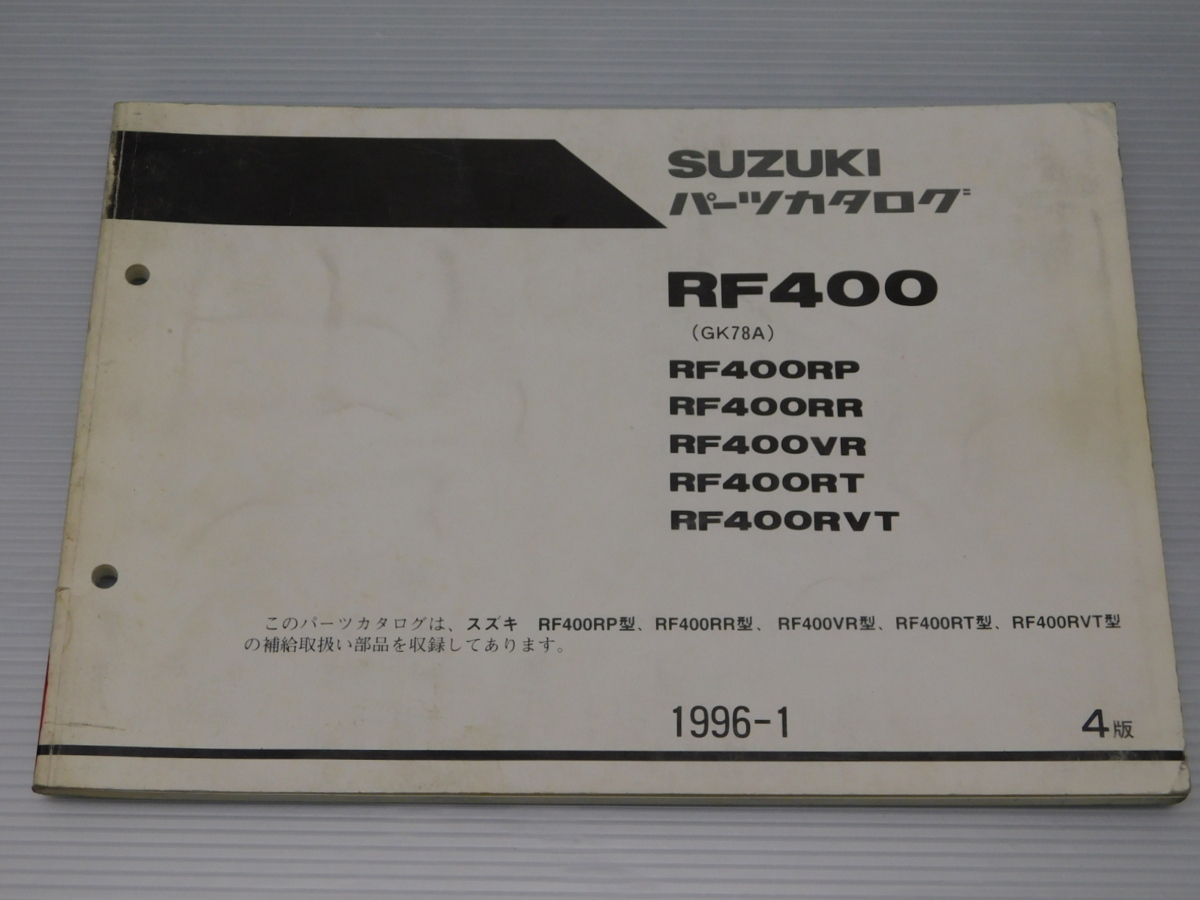 SUZUKI
パーツカタログ
RF400
（GK78A）
RF400RP
RF400RR
RF400VR
RF400RT
RF400RVT
このパーツカタログは、スズキ　RF400RP型、RF400RR型、RF400VR型、RF400RT型、RF400RVT型
の補給取扱い部品を収録してあります。
1996-1
4版